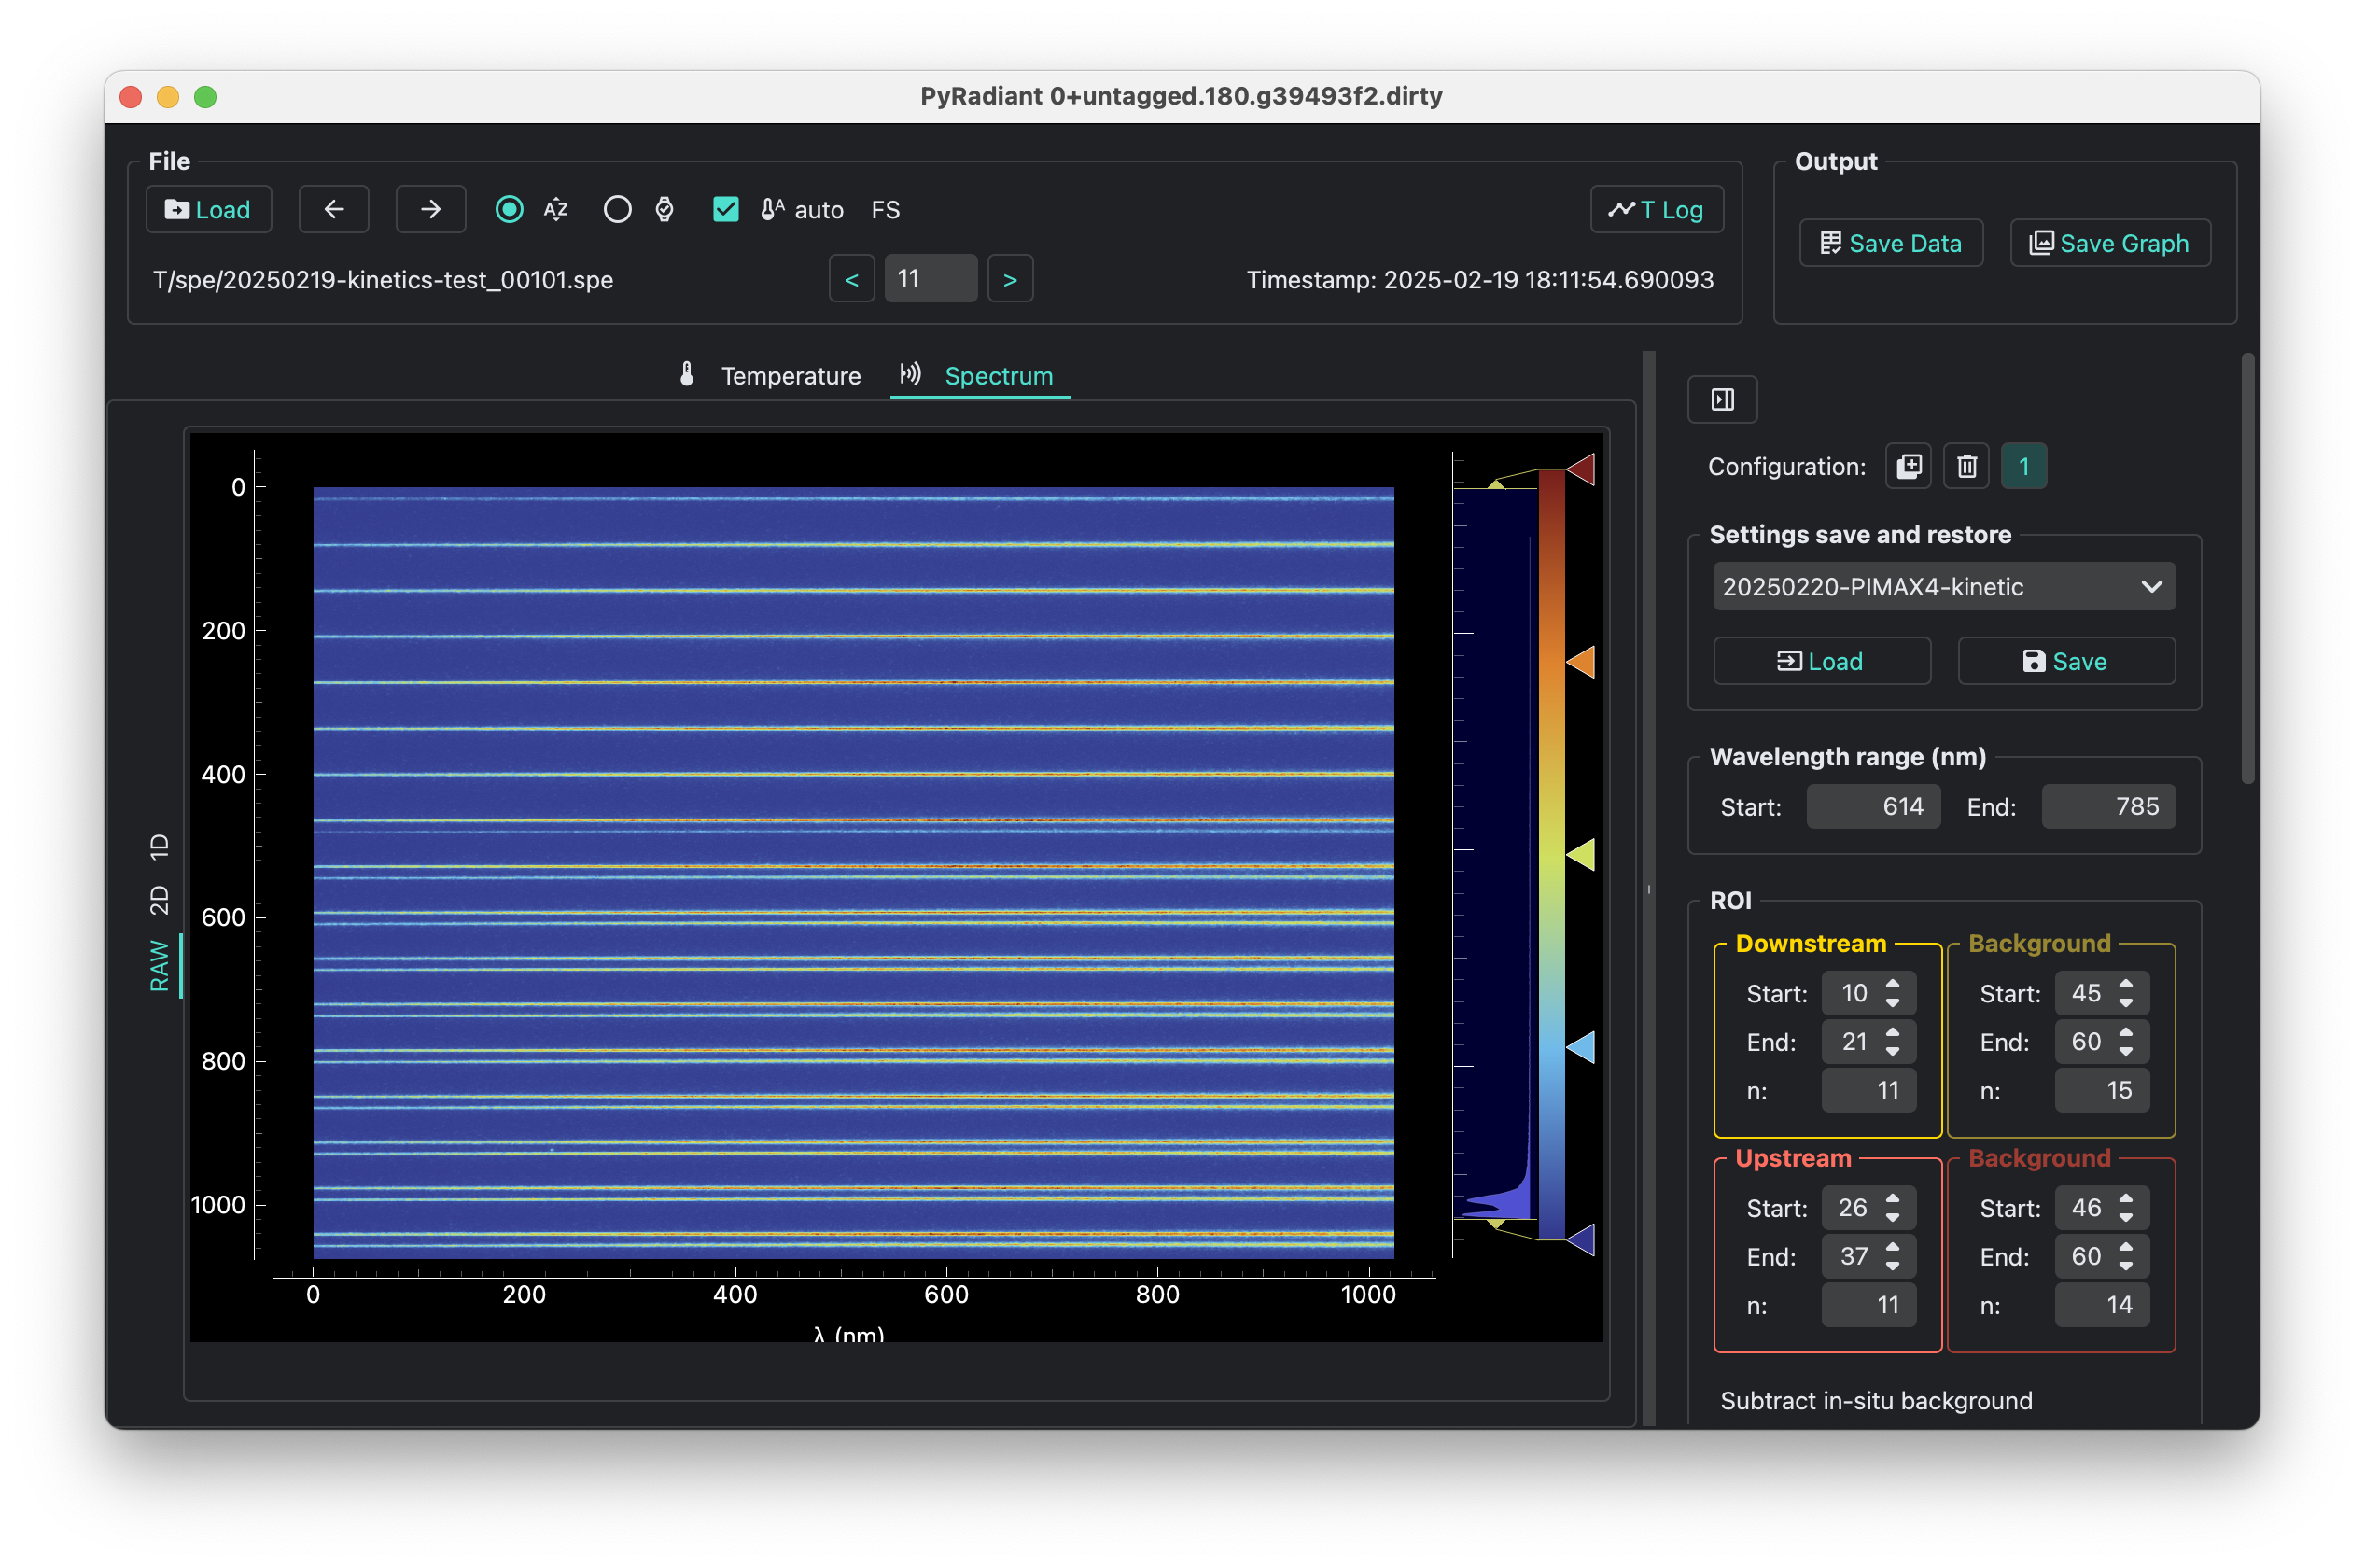 PyRadiant 0+untagged.180.g39493f2.dirty
File
Load
auto
FS
T Log
T/spe/20250219-kinetics-test_00101.spe
<
11
>
Timestamp: 2025-02-19 18:11:54.690093
Output
Save Data
Save Graph
Temperature
Spectrum
1D
2D
RAW
0
200
400
600
800
1000
0
200
400
600
800
1000
λ (nm)
Configuration:
1
Settings save and restore
20250220-PIMAX4-kinetic
Load
Save
Wavelength range (nm)
Start: 614 End: 785
ROI
Downstream
Start: 10
End: 21
n: 11
Background
Start: 45
End: 60
n: 15
Upstream
Start: 26
End: 37
n: 11
Background
Start: 46
End: 60
n: 14
Subtract in-situ background